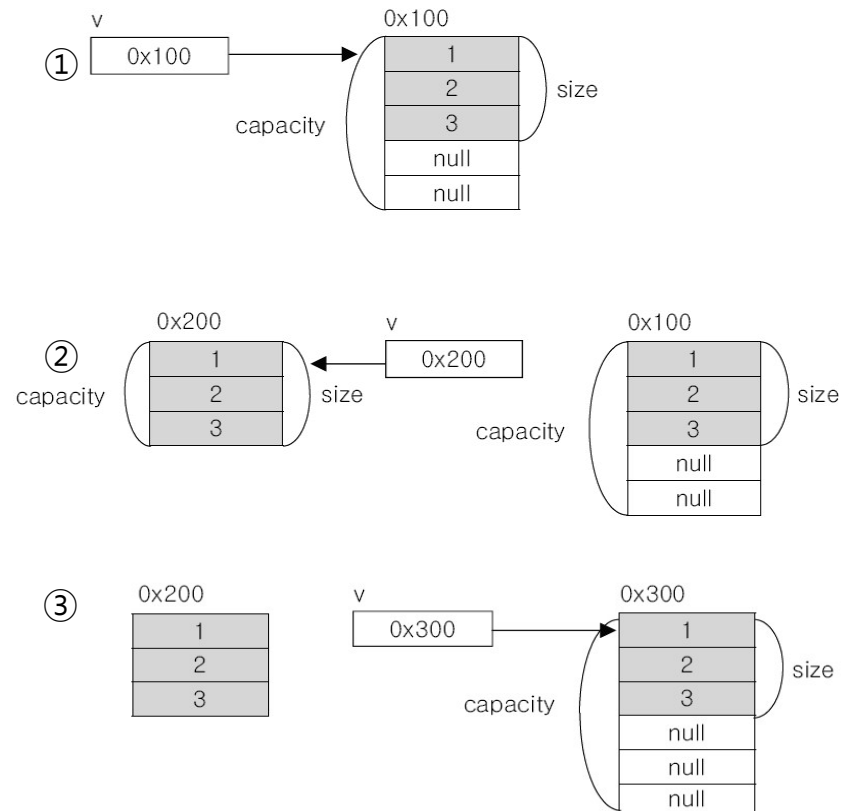 ①
v
0x100
0x100
1
2
3
null
null
capacity
size
②
0x200
1
2
3
capacity
size
v
0x200
0x100
1
2
3
null
null
capacity
size
③
0x200
1
2
3
v
0x300
0x300
1
2
3
null
null
null
capacity
size